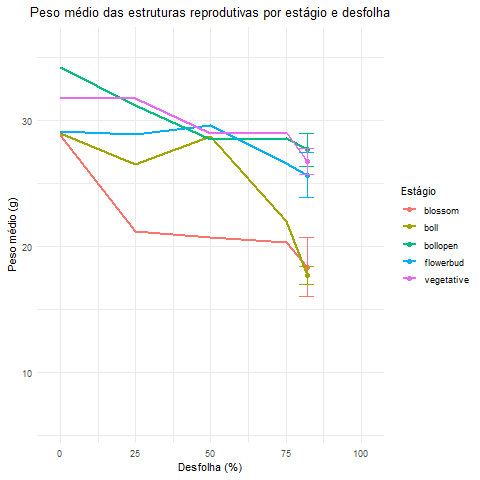 Peso médio das estruturas reprodutivas por estágio e desfolha
30
20
10
Peso médio (g)
0 25 50 75 100
Desfolha (%)
Estágio
blossom
boll
bollopen
flowerbud
vegetative